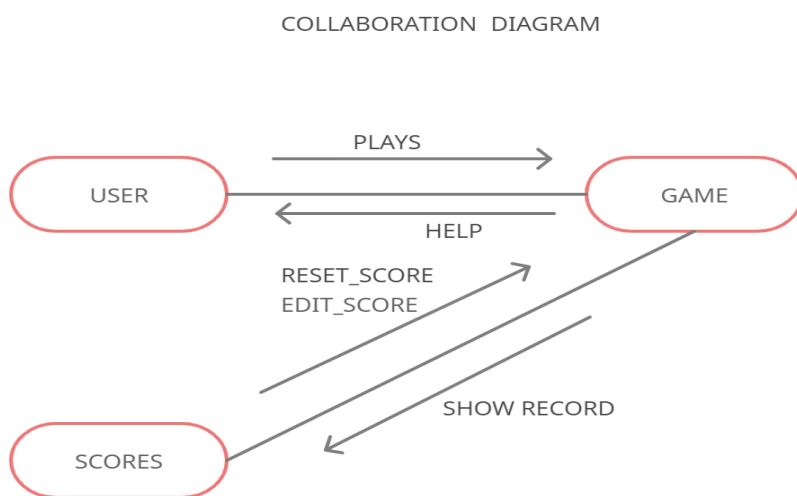 COLLABORATION DIAGRAM
PLAYS
USER
GAME
HELP
RESET_SCORE
EDIT_SCORE
SHOW RECORD
SCORES